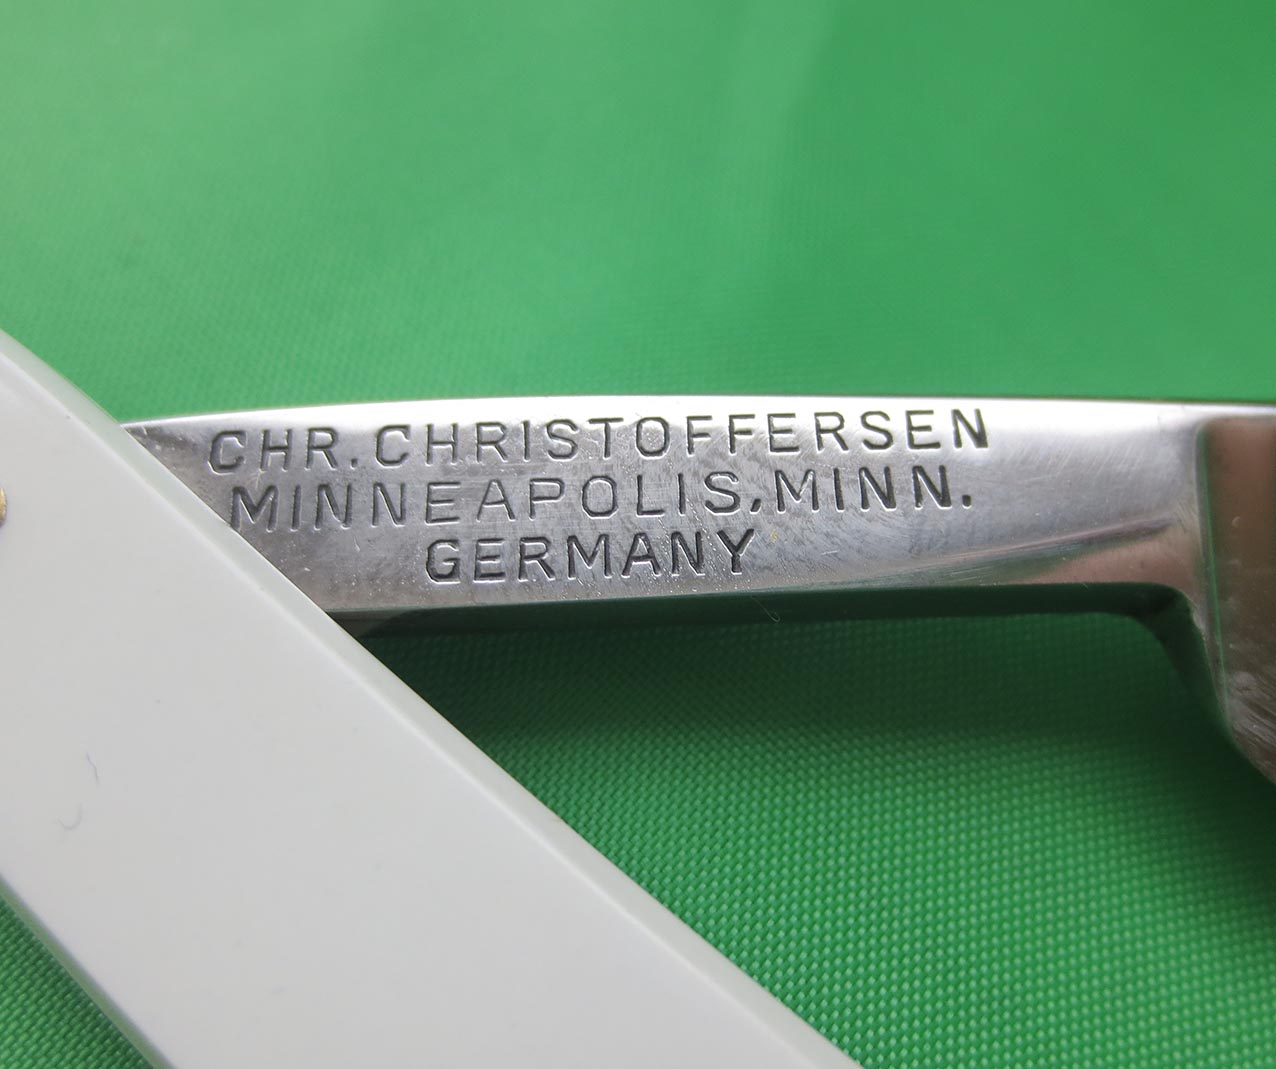 CHR. CHRISTOFFERSEN
MINNEAPOLIS, MINN.
GERMANY